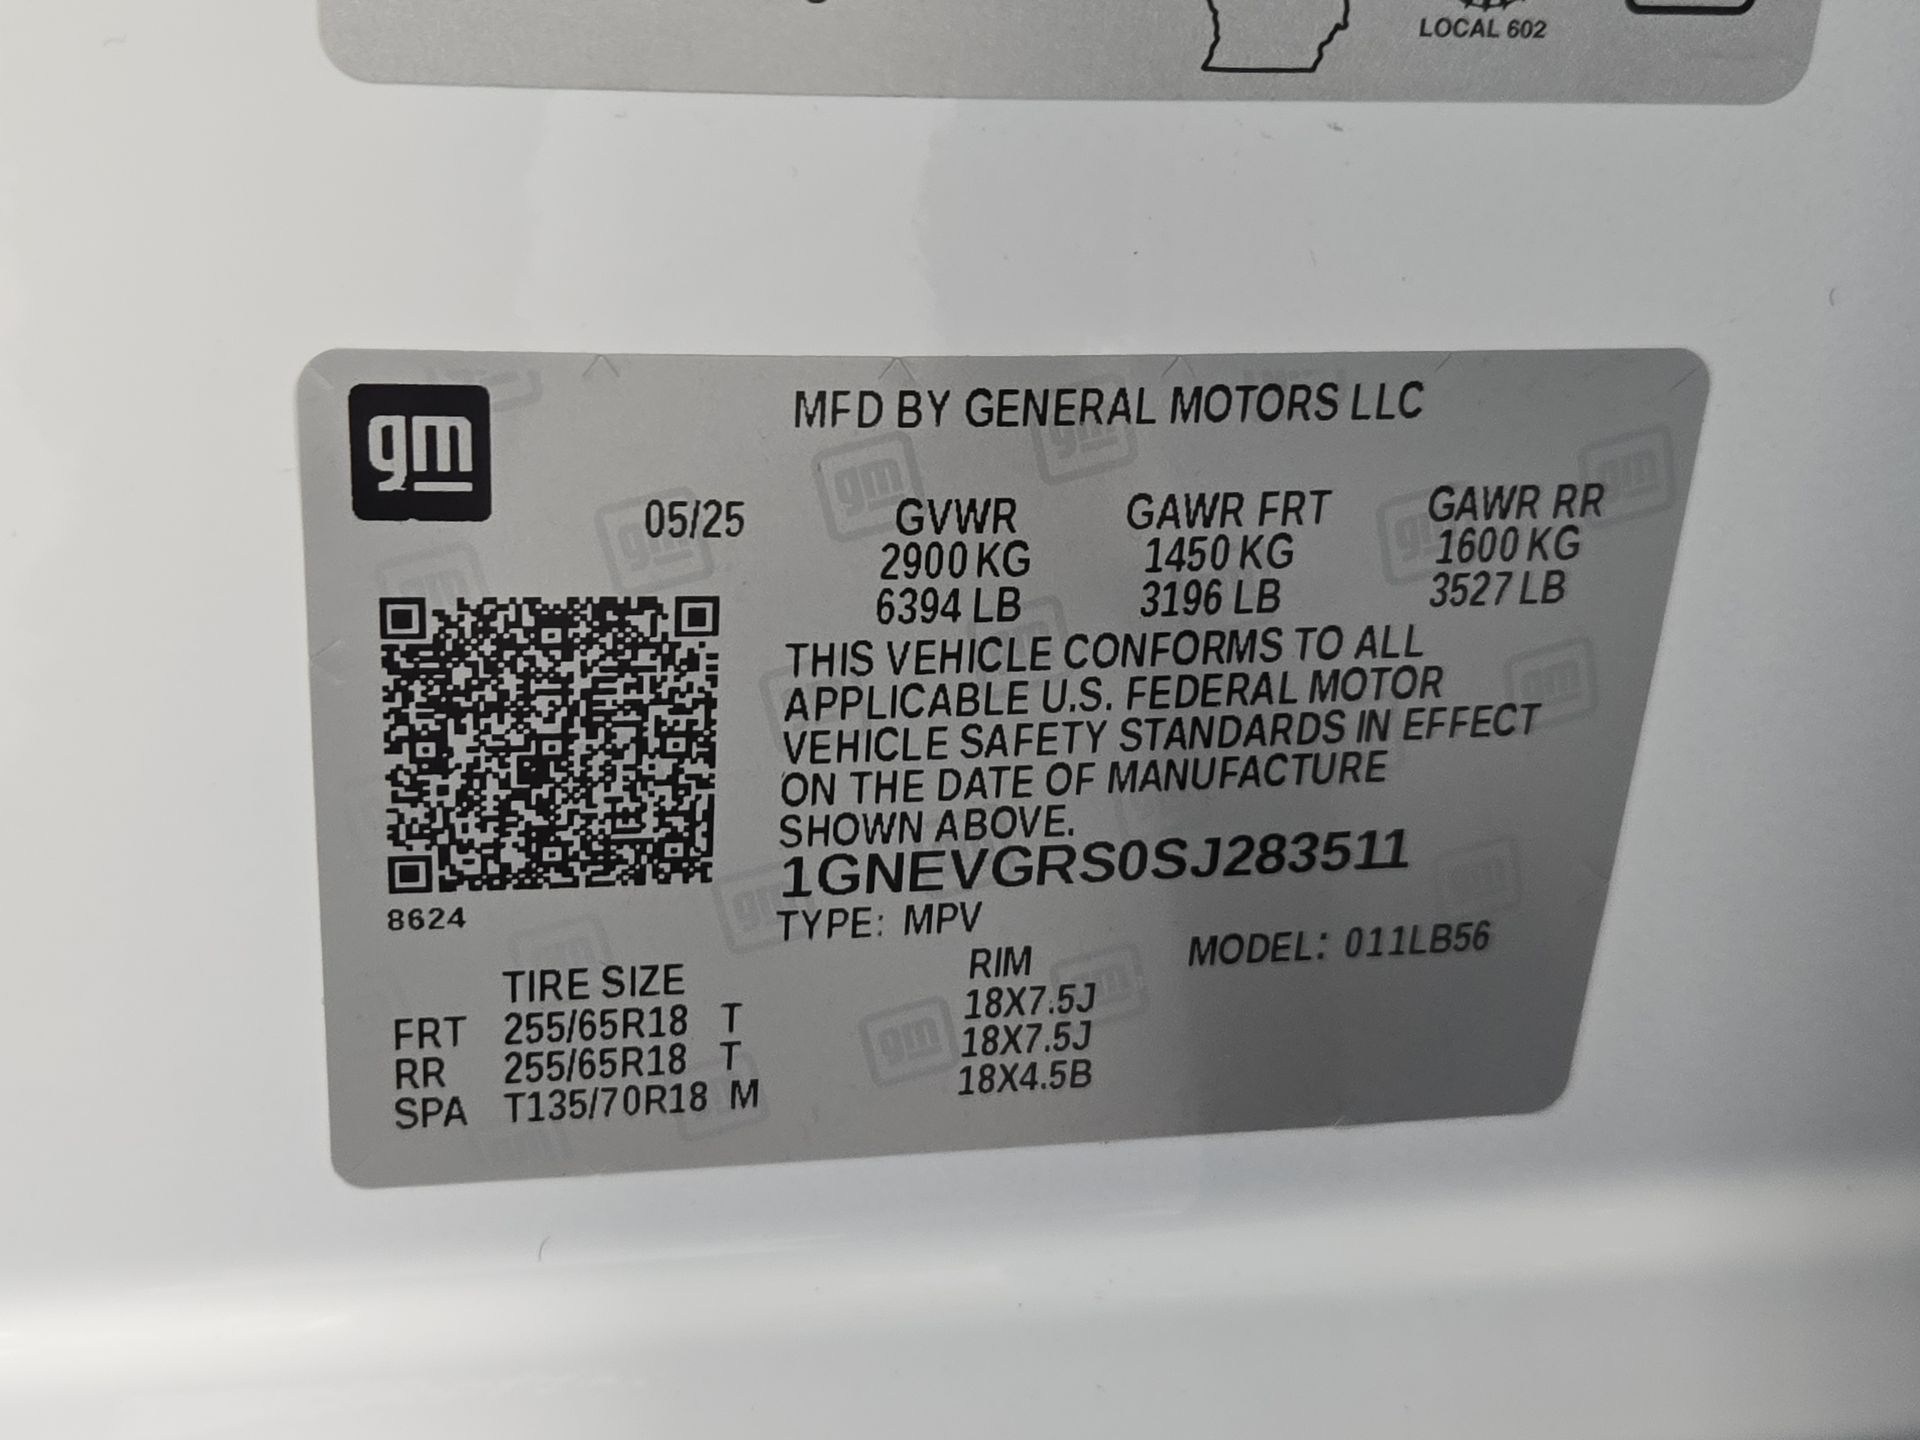 LOCAL 602
gm
MFD BY GENERAL MOTORS LLC
05/25
GVWR GAWR FRT GAWR RR
2900 KG 1450 KG 1600 KG
6394 LB 3196 LB 3527 LB
THIS VEHICLE CONFORMS TO ALL
APPLICABLE U.S. FEDERAL MOTOR
VEHICLE SAFETY STANDARDS IN EFFECT
ON THE DATE OF MANUFACTURE
SHOWN ABOVE.
1GNEVGRS0SJ283511
8624
TYPE: MPV MODEL: 011LB56
TIRE SIZE RIM
FRT 255/65R18 T 18X7.5J
RR 255/65R18 T 18X7.5J
SPA T135/70R18 M 18X4.5B